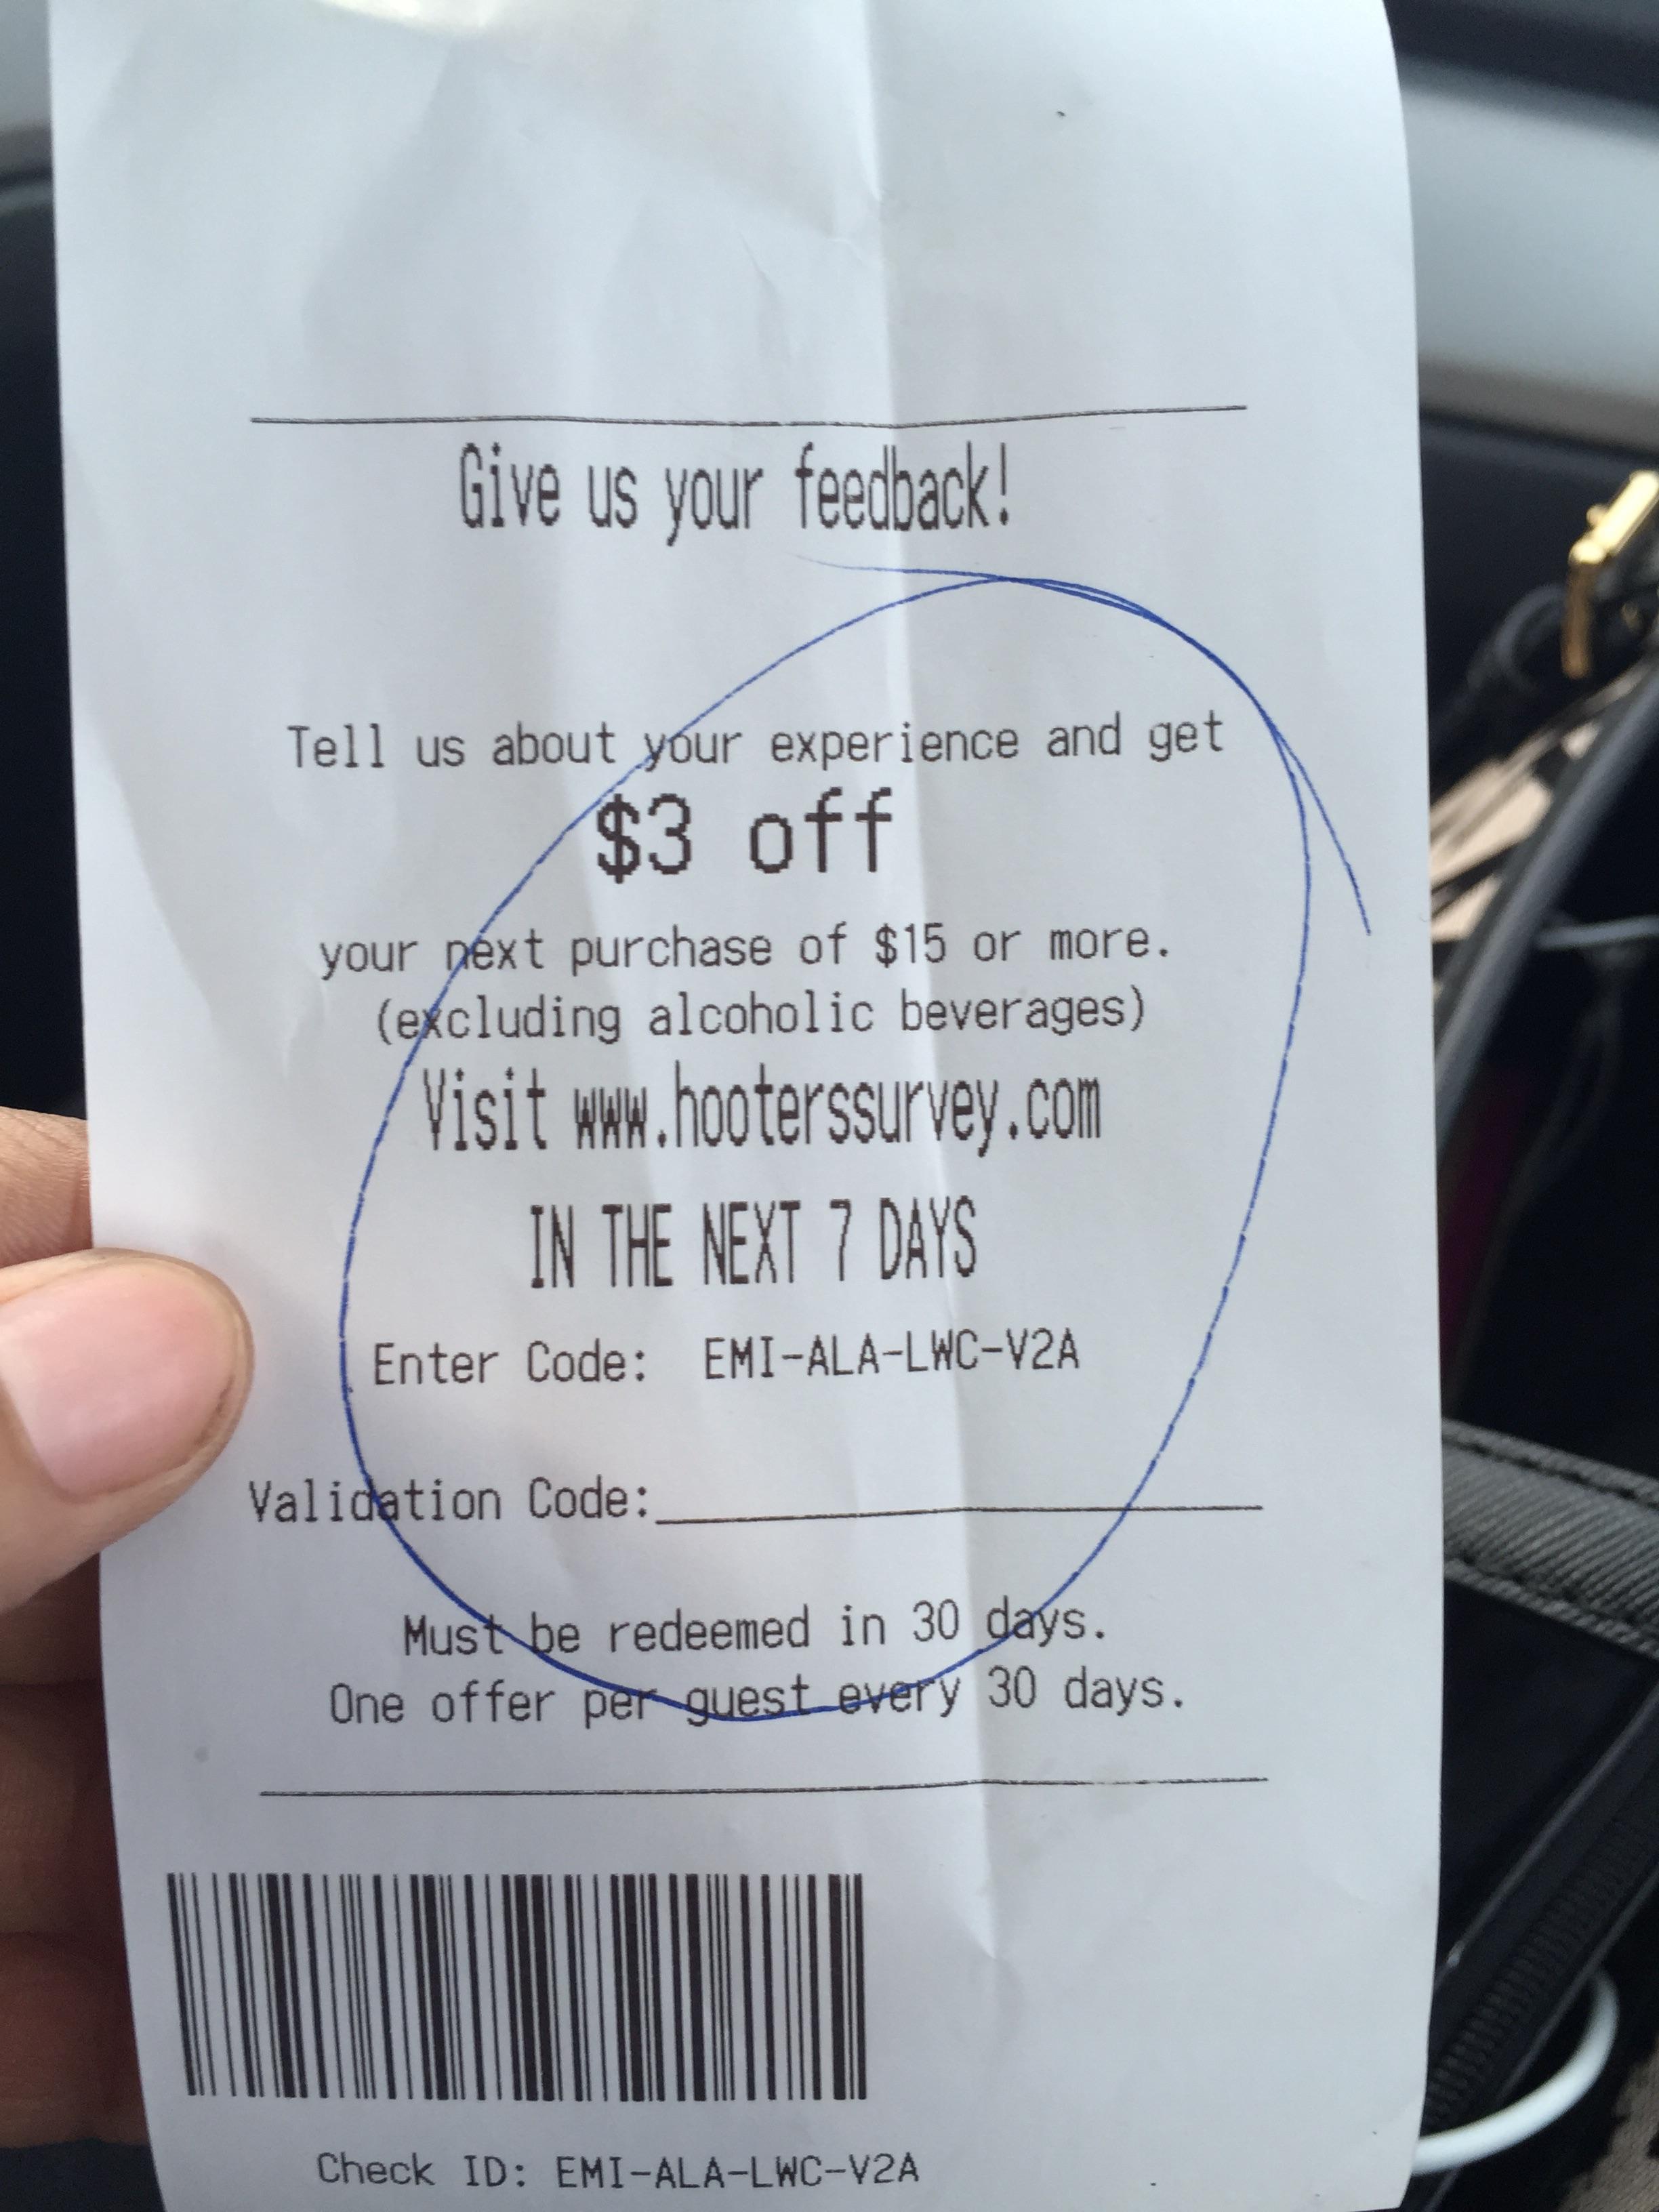 Give us your feedback!
Tell us about your experience and get
$3 off
your next purchase of $15 or more.
(excluding alcoholic beverages)
Visit www.hooterssurvey.com
IN THE NEXT 7 DAYS
Enter Code: EMI-ALA-LWC-V2A
Validation Code:
Must be redeemed in 30 days.
One offer per guest every 30 days.
Check ID: EMI-ALA-LWC-V2A